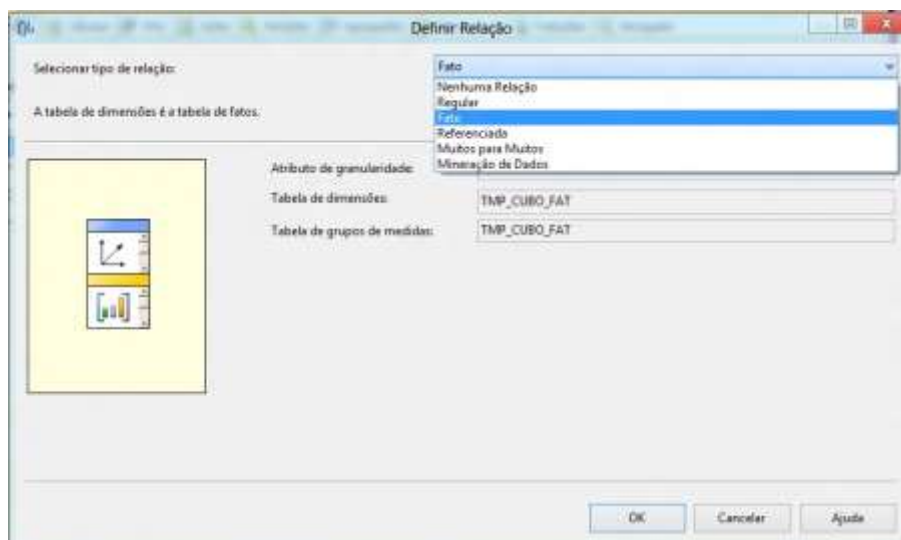 Definir Relação
Selecionar tipo de relação:
Fato
Nenhuma Relação
Regular
Fato
Referenciada
Muitos para Muitos
Mineração de Dados
A tabela de dimensões é a tabela de fatos.
Atributo de granularidade:
Tabela de dimensões:
TMP_CUBO_FAT
Tabela de grupos de medidas:
TMP_CUBO_FAT
OK
Cancelar
Ajuda